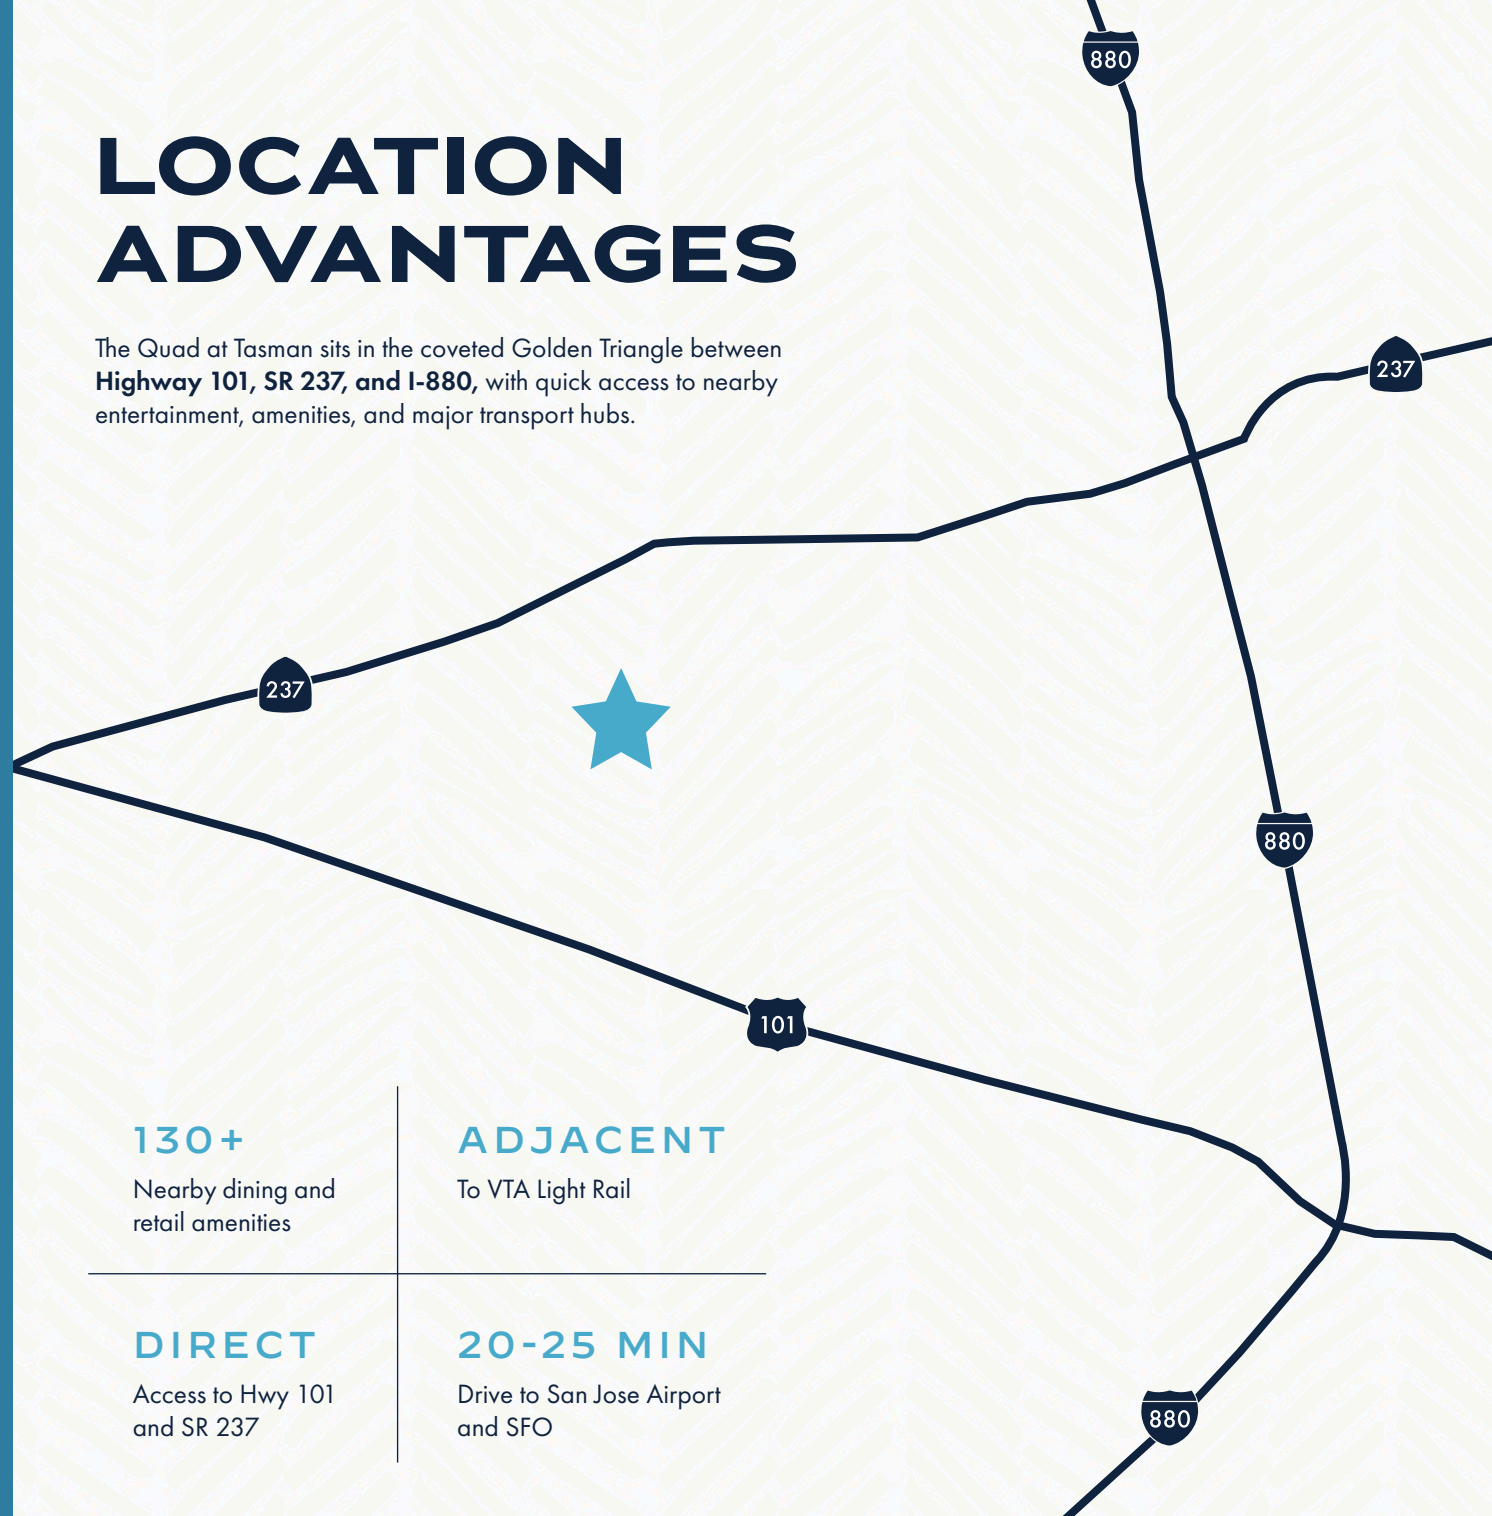 880
LOCATION
ADVANTAGES
The Quad at Tasman sits in the coveted Golden Triangle between
Highway 101, SR 237, and I-880, with quick access to nearby
entertainment, amenities, and major transport hubs.
237
237
880
101
130+
Nearby dining and
retail amenities
ADJACENT
To VTA Light Rail
DIRECT
Access to Hwy 101
and SR 237
20-25 MIN
Drive to San Jose Airport
and SFO
880